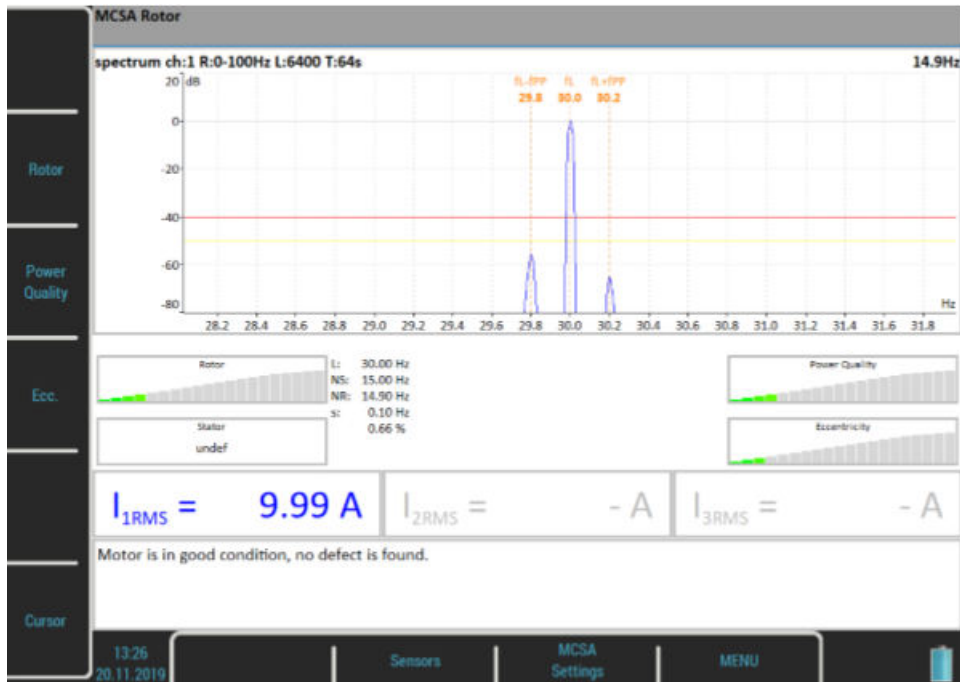 MCSA Rotor
spectrum ch:1 R:0-100Hz L:6400 T:64s 14.9Hz
20 dB
fL-fPP fL fL+fPP
29.8 30.0 30.2
0
-20
-40
-60
-80
Hz
28.2 28.4 28.6 28.8 29.0 29.2 29.4 29.6 29.8 30.0 30.2 30.4 30.6 30.8 31.0 31.2 31.4 31.6 31.8
Rotor
Power
Quality
Ecc.
Cursor
Rotor
L: 30.00 Hz
NS: 15.00 Hz
NR: 14.90 Hz
s: 0.10 Hz
0.66 %
Power Quality
Stator
undef
Eccentricity
I1RMS = 9.99 A
I2RMS = - A
I3RMS = - A
Motor is in good condition, no defect is found.
13:26
20.11.2019
Sensors
MCSA
Settings
MENU